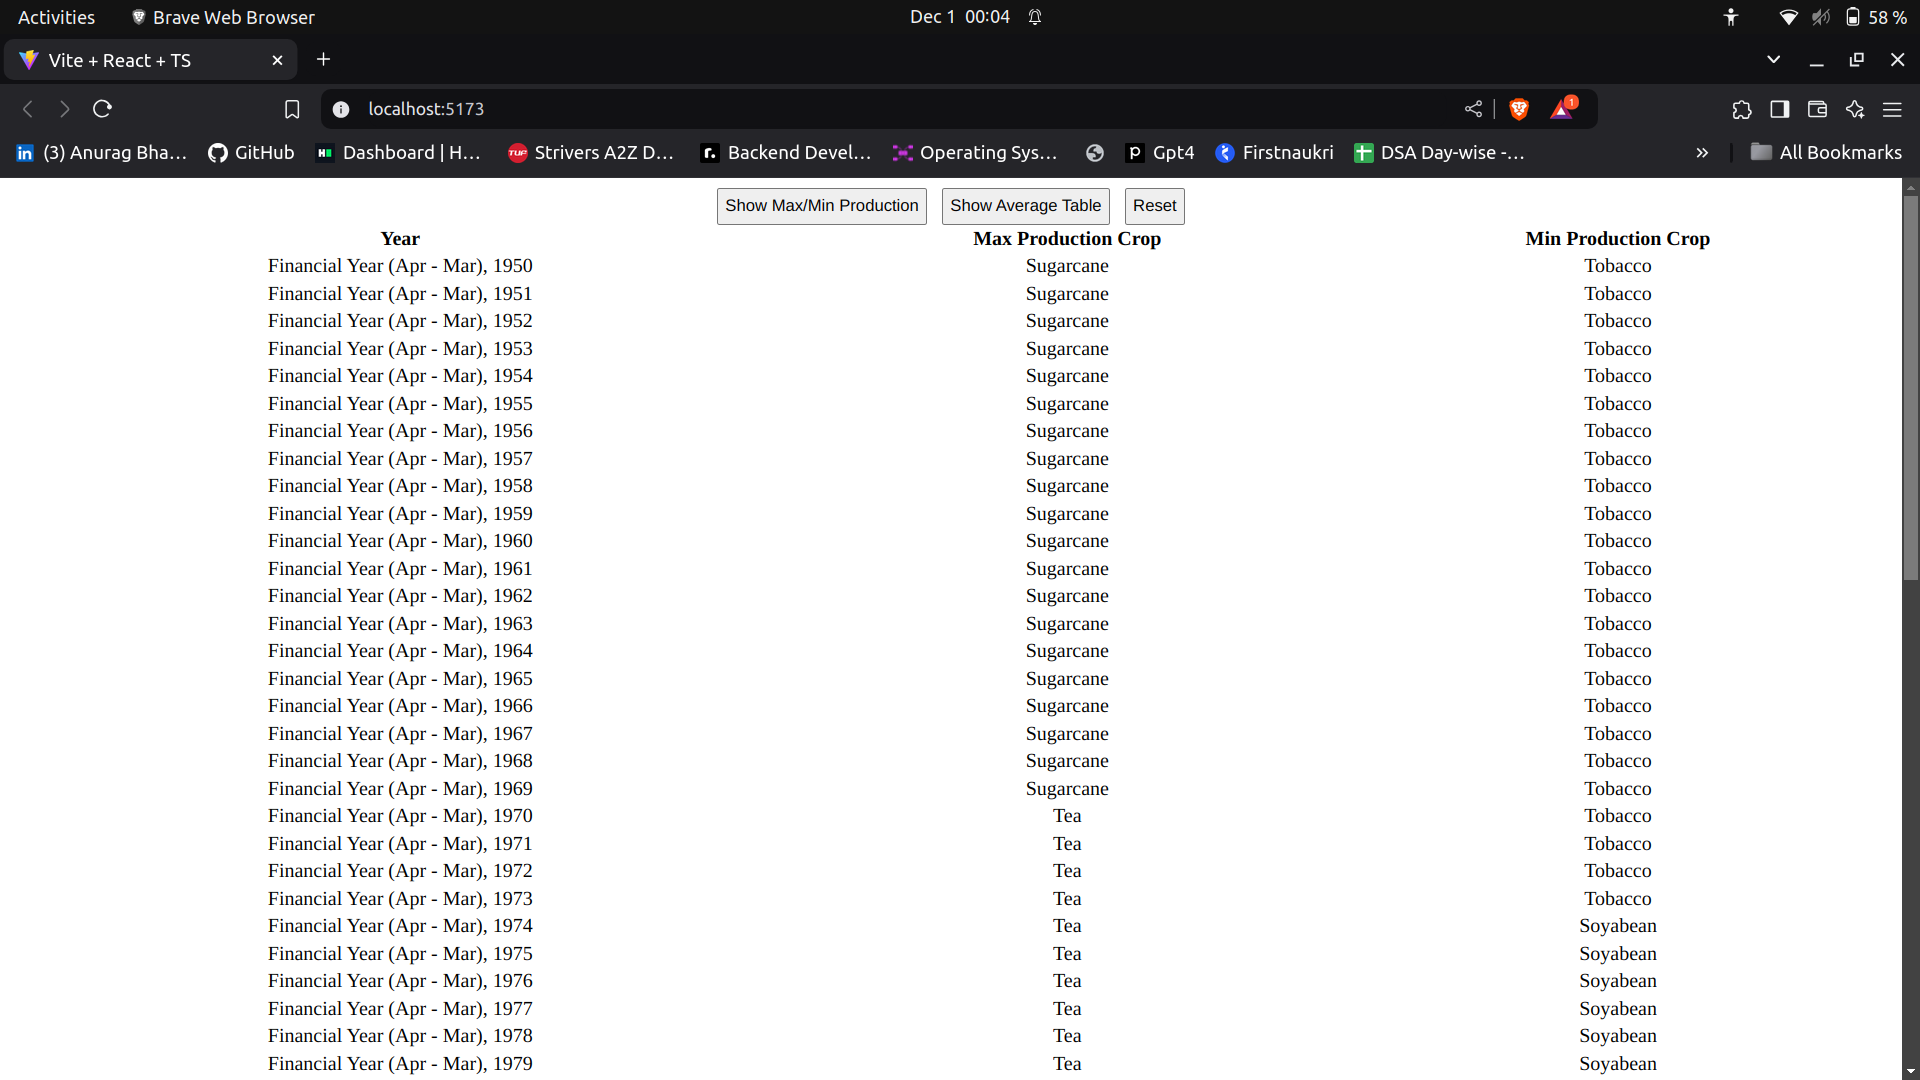 Activities Brave Web Browser Dec 1 00:04 58 %
Vite + React + TS
localhost:5173 1
(3) Anurag Bha... GitHub Dashboard | H... TUF Strivers A2Z D... r. Backend Devel... Operating Sys... Gpt4 Firstnaukri DSA Day-wise -... » All Bookmarks
Show Max/Min Production Show Average Table Reset
Year Max Production Crop Min Production Crop
Financial Year (Apr - Mar), 1950 Sugarcane Tobacco
Financial Year (Apr - Mar), 1951 Sugarcane Tobacco
Financial Year (Apr - Mar), 1952 Sugarcane Tobacco
Financial Year (Apr - Mar), 1953 Sugarcane Tobacco
Financial Year (Apr - Mar), 1954 Sugarcane Tobacco
Financial Year (Apr - Mar), 1955 Sugarcane Tobacco
Financial Year (Apr - Mar), 1956 Sugarcane Tobacco
Financial Year (Apr - Mar), 1957 Sugarcane Tobacco
Financial Year (Apr - Mar), 1958 Sugarcane Tobacco
Financial Year (Apr - Mar), 1959 Sugarcane Tobacco
Financial Year (Apr - Mar), 1960 Sugarcane Tobacco
Financial Year (Apr - Mar), 1961 Sugarcane Tobacco
Financial Year (Apr - Mar), 1962 Sugarcane Tobacco
Financial Year (Apr - Mar), 1963 Sugarcane Tobacco
Financial Year (Apr - Mar), 1964 Sugarcane Tobacco
Financial Year (Apr - Mar), 1965 Sugarcane Tobacco
Financial Year (Apr - Mar), 1966 Sugarcane Tobacco
Financial Year (Apr - Mar), 1967 Sugarcane Tobacco
Financial Year (Apr - Mar), 1968 Sugarcane Tobacco
Financial Year (Apr - Mar), 1969 Sugarcane Tobacco
Financial Year (Apr - Mar), 1970 Tea Tobacco
Financial Year (Apr - Mar), 1971 Tea Tobacco
Financial Year (Apr - Mar), 1972 Tea Tobacco
Financial Year (Apr - Mar), 1973 Tea Tobacco
Financial Year (Apr - Mar), 1974 Tea Soyabean
Financial Year (Apr - Mar), 1975 Tea Soyabean
Financial Year (Apr - Mar), 1976 Tea Soyabean
Financial Year (Apr - Mar), 1977 Tea Soyabean
Financial Year (Apr - Mar), 1978 Tea Soyabean
Financial Year (Apr - Mar), 1979 Tea Soyabean